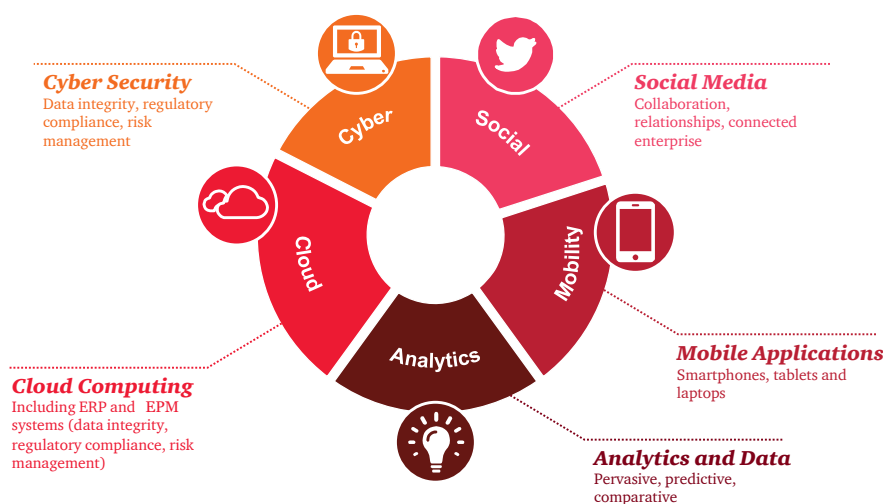 Cyber Security
Data integrity, regulatory
compliance, risk
management
Social Media
Collaboration,
relationships, connected
enterprise
Cyber
Social
Cloud
Mobility
Analytics
Cloud Computing
Including ERP and EPM
systems (data integrity,
regulatory compliance, risk
management)
Mobile Applications
Smartphones, tablets and
laptops
Analytics and Data
Pervasive, predictive,
comparative